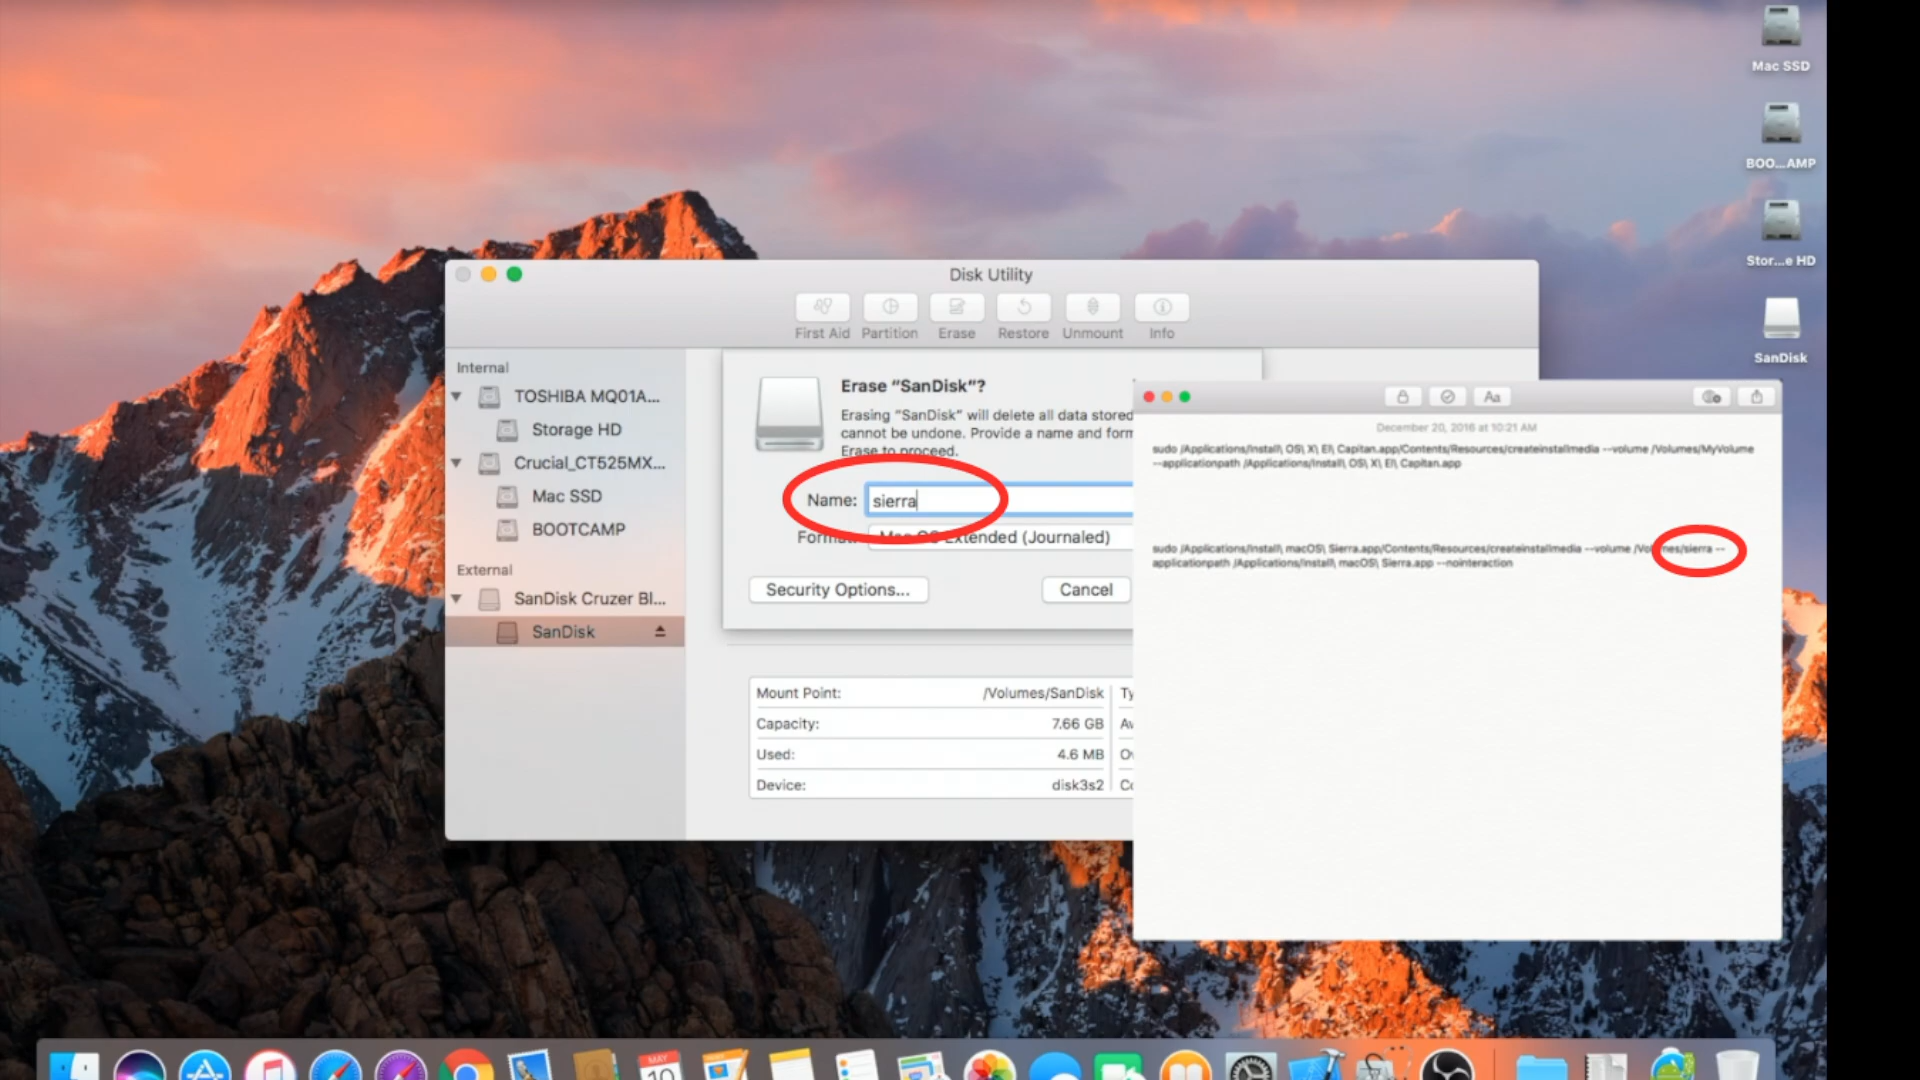 Mac SSD
BOO...AMP
Stor...e HD
SanDisk
Disk Utility
First Aid
Partition
Erase
Restore
Unmount
Info
Internal
TOSHIBA MQ01A...
Storage HD
Crucial_CT525MX...
Mac SSD
BOOTCAMP
External
SanDisk Cruzer Bl...
SanDisk
Erase “SanDisk”?
Erasing “SanDisk” will delete all data stored
cannot be undone. Provide a name and form
Erase to proceed.
Name: sierra
Format: Mac OS Extended (Journaled)
Security Options...
Cancel
Mount Point: /Volumes/SanDisk
Capacity: 7.66 GB
Used: 4.6 MB
Device: disk3s2
Aa
December 20, 2016 at 10:21 AM
sudo /Applications/Install\ OS\ X\ El\ Capitan.app/Contents/Resources/createinstallmedia --volume /Volumes/MyVolume
--applicationpath /Applications/Install\ OS\ X\ El\ Capitan.app
sudo /Applications/Install\ macOS\ Sierra.app/Contents/Resources/createinstallmedia --volume /Volumes/sierra --
applicationpath /Applications/Install\ macOS\ Sierra.app --nointeraction
MAY
10